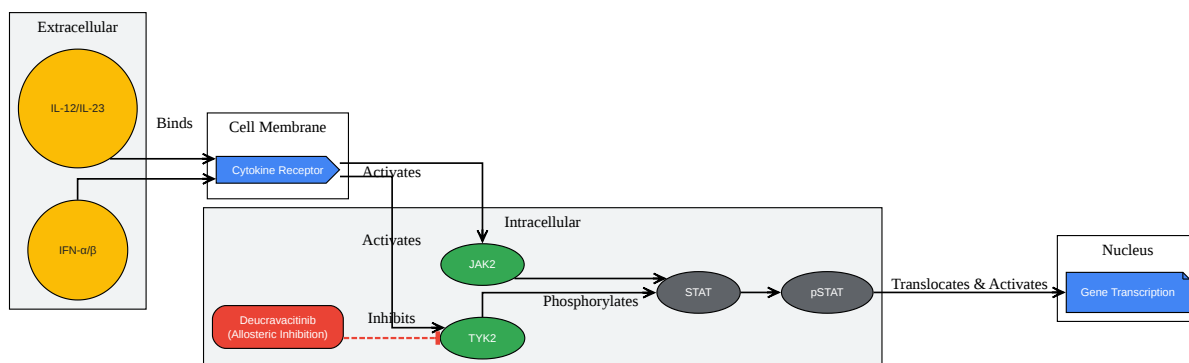 Extracellular
IL-12/IL-23
Binds
Cell Membrane
Cytokine Receptor
Activates
IFN-α/β
Activates
Intracellular
JAK2
Nucleus
STAT
pSTAT
Translocates & Activates
Gene Transcription
Phosphorylates
Deucravacitinib
(Allosteric Inhibition)
Inhibits
TYK2